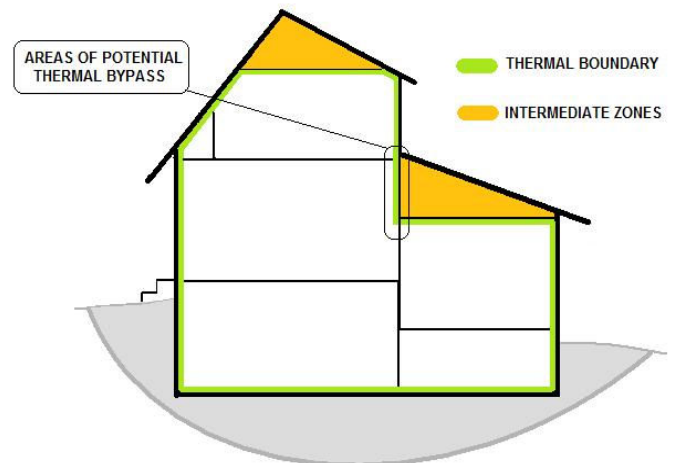 AREAS OF POTENTIAL
THERMAL BYPASS
THERMAL BOUNDARY
INTERMEDIATE ZONES